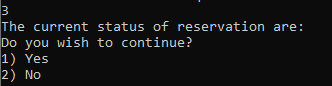 3
The current status of reservation are:
Do you wish to continue?
1) Yes
2) No